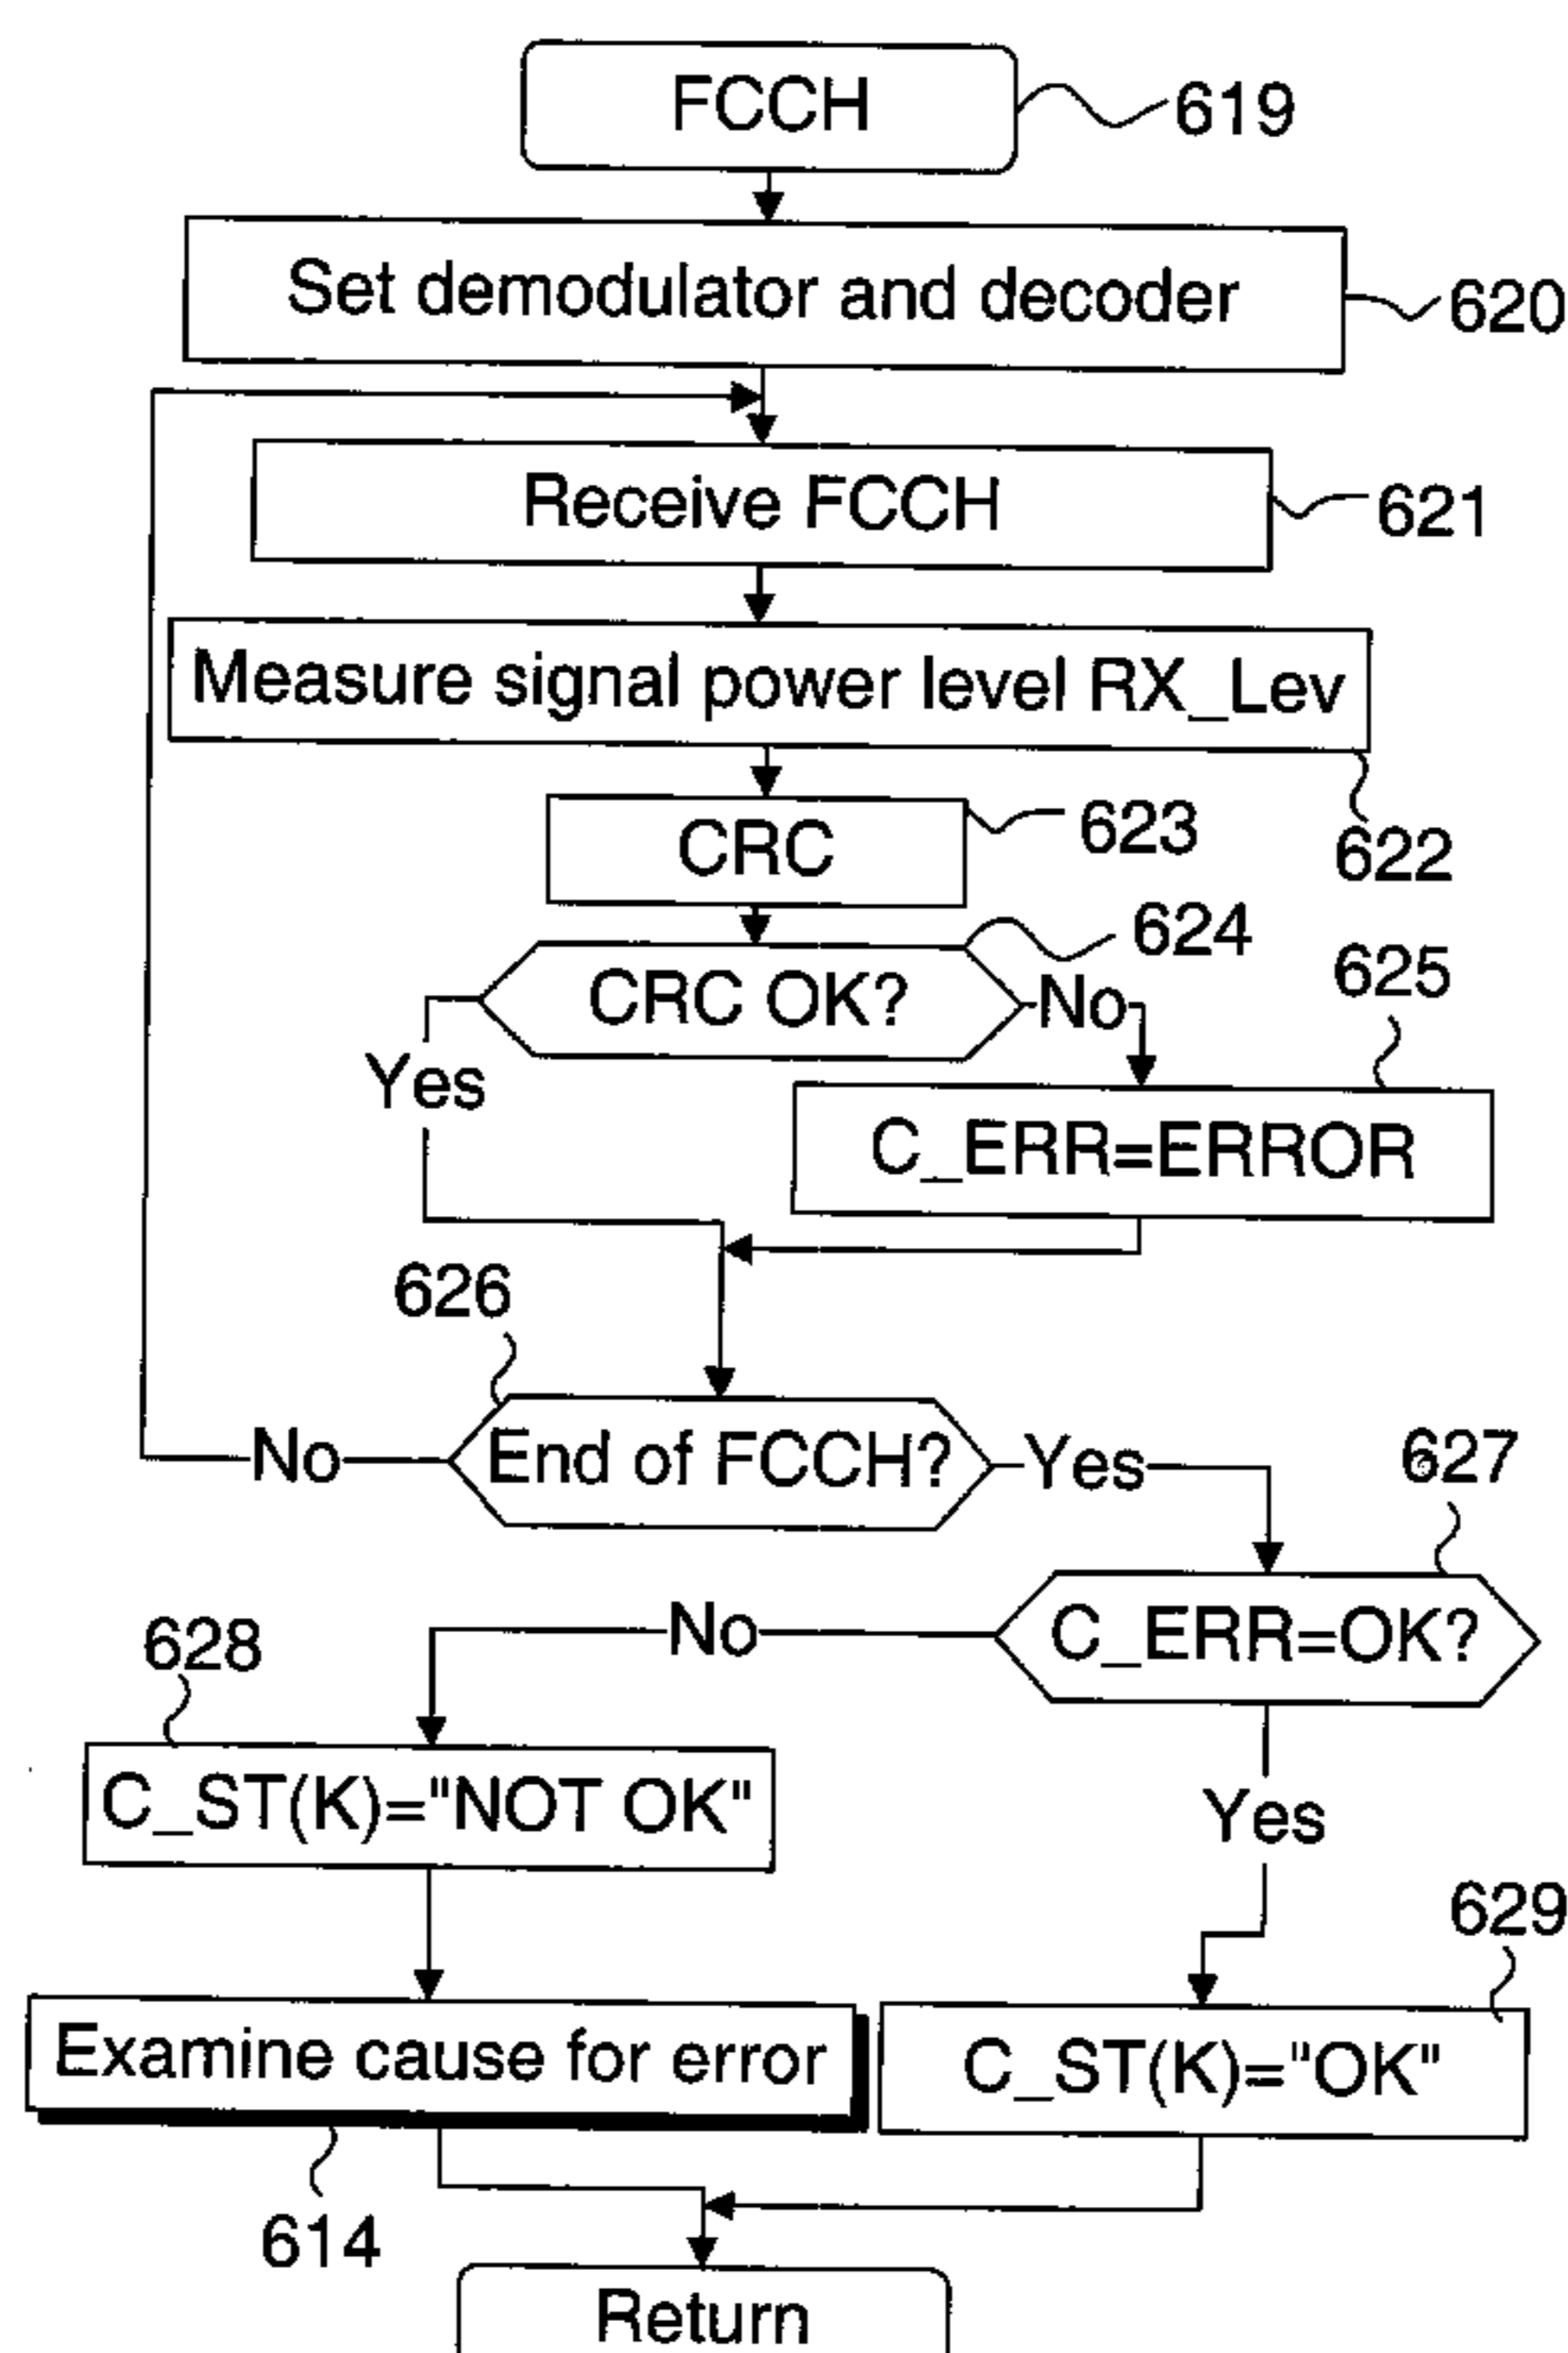 FCCH
619
Set demodulator and decoder
620
Receive FCCH
621
Measure signal power level RX_Lev
622
CRC
623
CRC OK?
624
No
625
Yes
C_ERR=ERROR
626
End of FCCH?
No
Yes
627
C_ERR=OK?
No
628
C_ST(K)="NOT OK"
Yes
629
Examine cause for error
C_ST(K)="OK"
614
Return